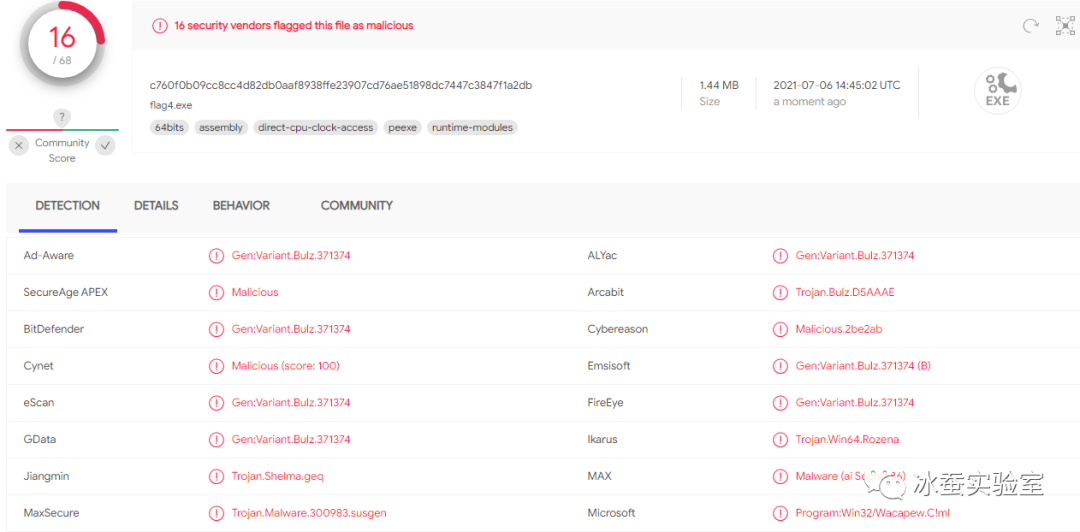 16
/ 68
?
Community
Score
16 security vendors flagged this file as malicious
c760f0b09cc8cc4d82db0aaf8938ffe23907cd76ae51898dc7447c3847f1a2db
flag4.exe
64bits assembly direct-cpu-clock-access peexe runtime-modules
1.44 MB
Size
2021-07-06 14:45:02 UTC
a moment ago
EXE
DETECTION DETAILS BEHAVIOR COMMUNITY
Ad-Aware Gen:Variant.Bulz.371374 ALYac Gen:Variant.Bulz.371374
SecureAge APEX Malicious Arcabit Trojan.Bulz.D5AAAE
BitDefender Gen:Variant.Bulz.371374 Cybereason Malicious.2be2ab
Cynet Malicious (score: 100) Emsisoft Gen:Variant.Bulz.371374 (B)
eScan Gen:Variant.Bulz.371374 FireEye Gen:Variant.Bulz.371374
GData Gen:Variant.Bulz.371374 Ikarus Trojan.Win64.Rozena
Jiangmin Trojan.Shelma.geq MAX Malware (ai
冰蚕实验室
MaxSecure Trojan.Malware.300983.susgen Microsoft Program:Win32/Wacapew.C!ml